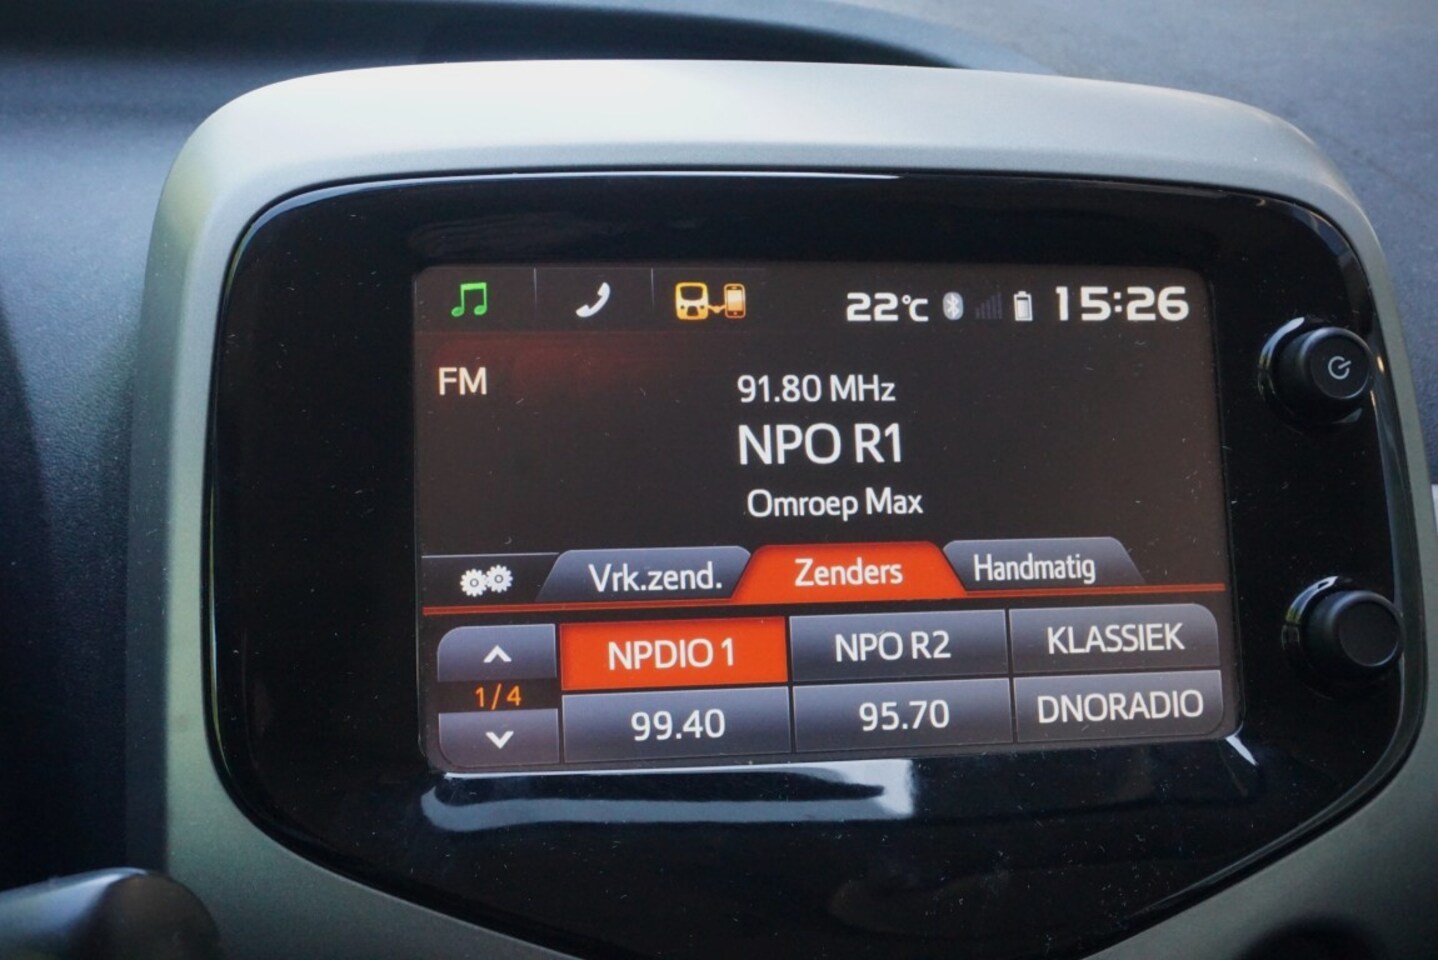 22°C 15:26
FM
91.80 MHz
NPO R1
Omroep Max
Vrk.zend. Zenders Handmatig
NPDIO 1 NPO R2 KLASSIEK
1/4
99.40 95.70 DNORADIO